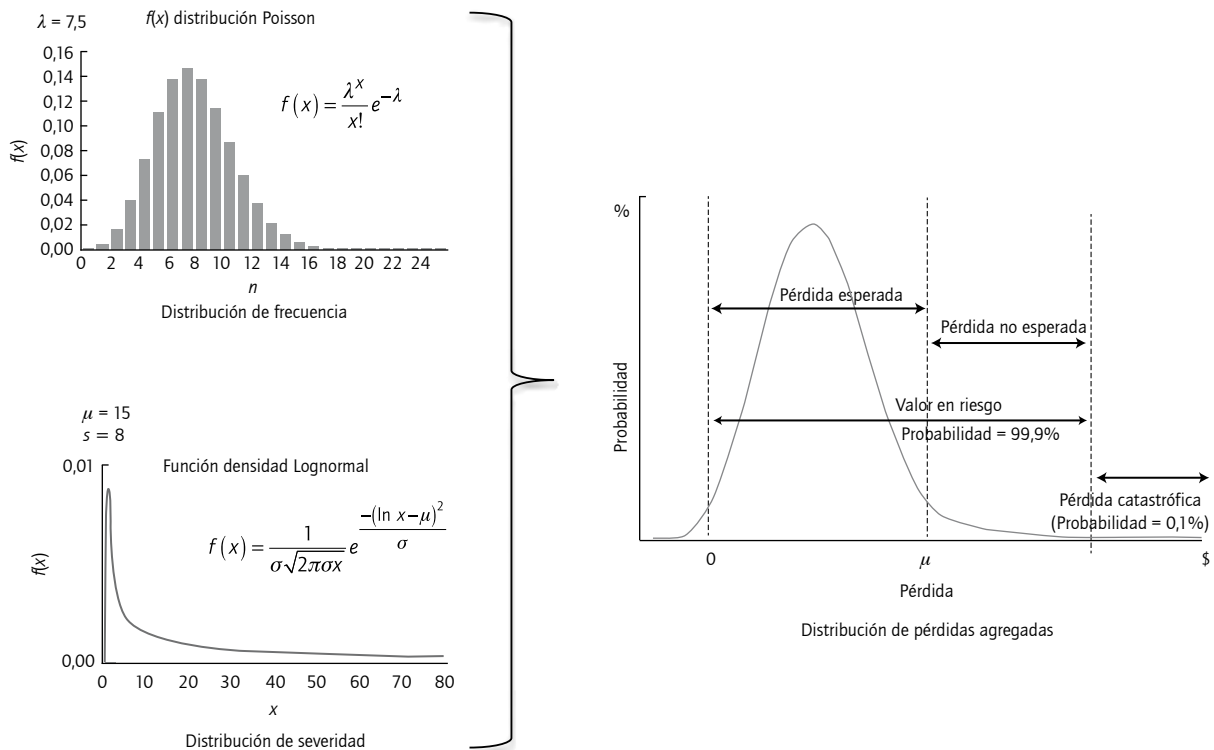 λ = 7,5
f(x) distribución Poisson
0,16
0,14
0,12
0,10
0,08
0,06
0,04
0,02
0,00
f(x)
f(x) = λ^x / x! e^−λ
0 2 4 6 8 10 12 14 16 18 20 22 24
n
Distribución de frecuencia
μ = 15
s = 8
Función densidad Lognormal
0,01
0,00
f(x)
f(x) = 1 / σ√2πσx e^ −(ln x−μ)² / σ
0 10 20 30 40 50 60 70 80
x
Distribución de severidad
%
Probabilidad
Pérdida esperada
Pérdida no esperada
Valor en riesgo
Probabilidad = 99,9%
Pérdida catastrófica
(Probabilidad = 0,1%)
0 μ $
Pérdida
Distribución de pérdidas agregadas